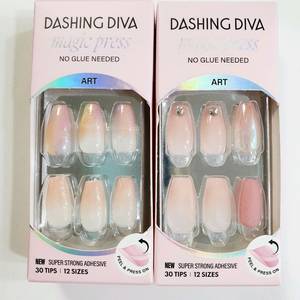 DASHING DIVA
magic press
NO GLUE NEEDED
ART
NEW SUPER STRONG ADHESIVE
30 TIPS | 12 SIZES
PEEL & PRESS ON
DASHING DIVA
magic press
NO GLUE NEEDED
ART
NEW SUPER STRONG ADHESIVE
30 TIPS | 12 SIZES
PEEL & PRESS ON